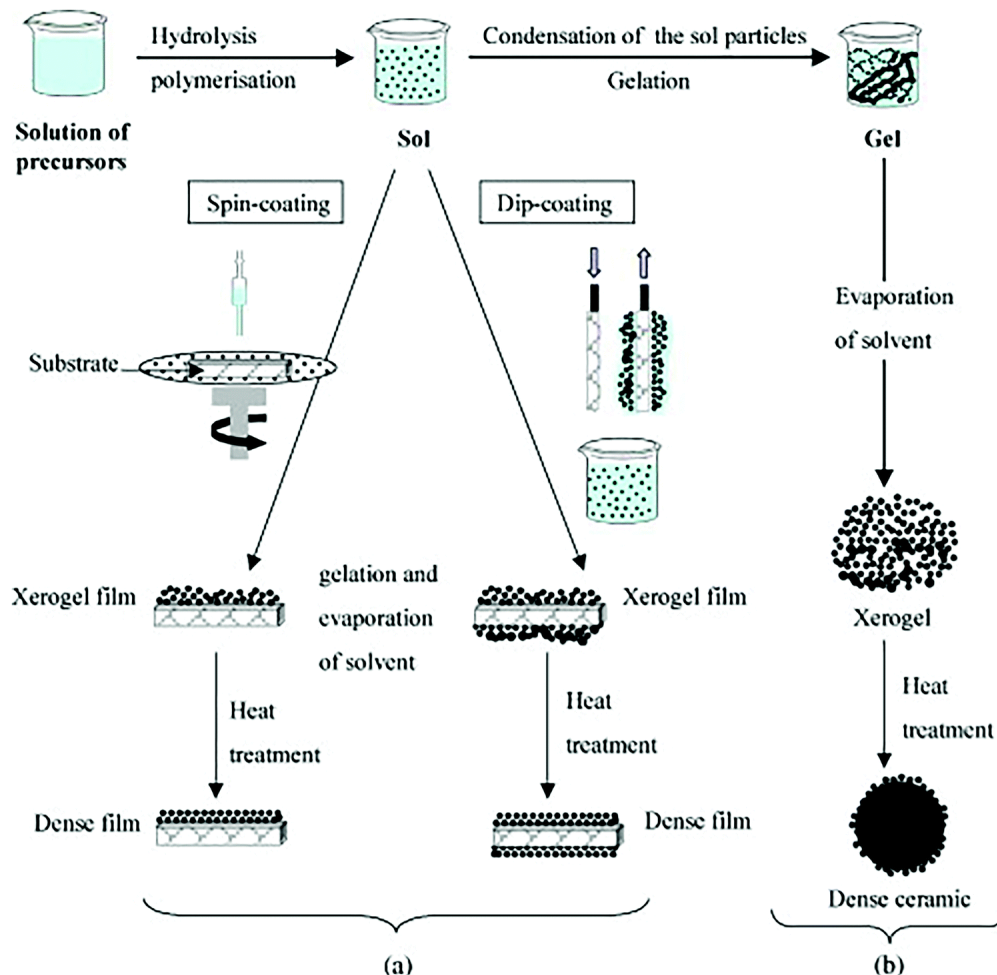 Hydrolysis
polymerisation
Condensation of the sol particles
Gelation
Solution of
precursors
Sol
Gel
Spin-coating
Dip-coating
Substrate
Evaporation
of solvent
Xerogel film
gelation and
evaporation
of solvent
Xerogel film
Xerogel
Heat
treatment
Heat
treatment
Heat
treatment
Dense film
Dense film
Dense ceramic
(a)
(b)